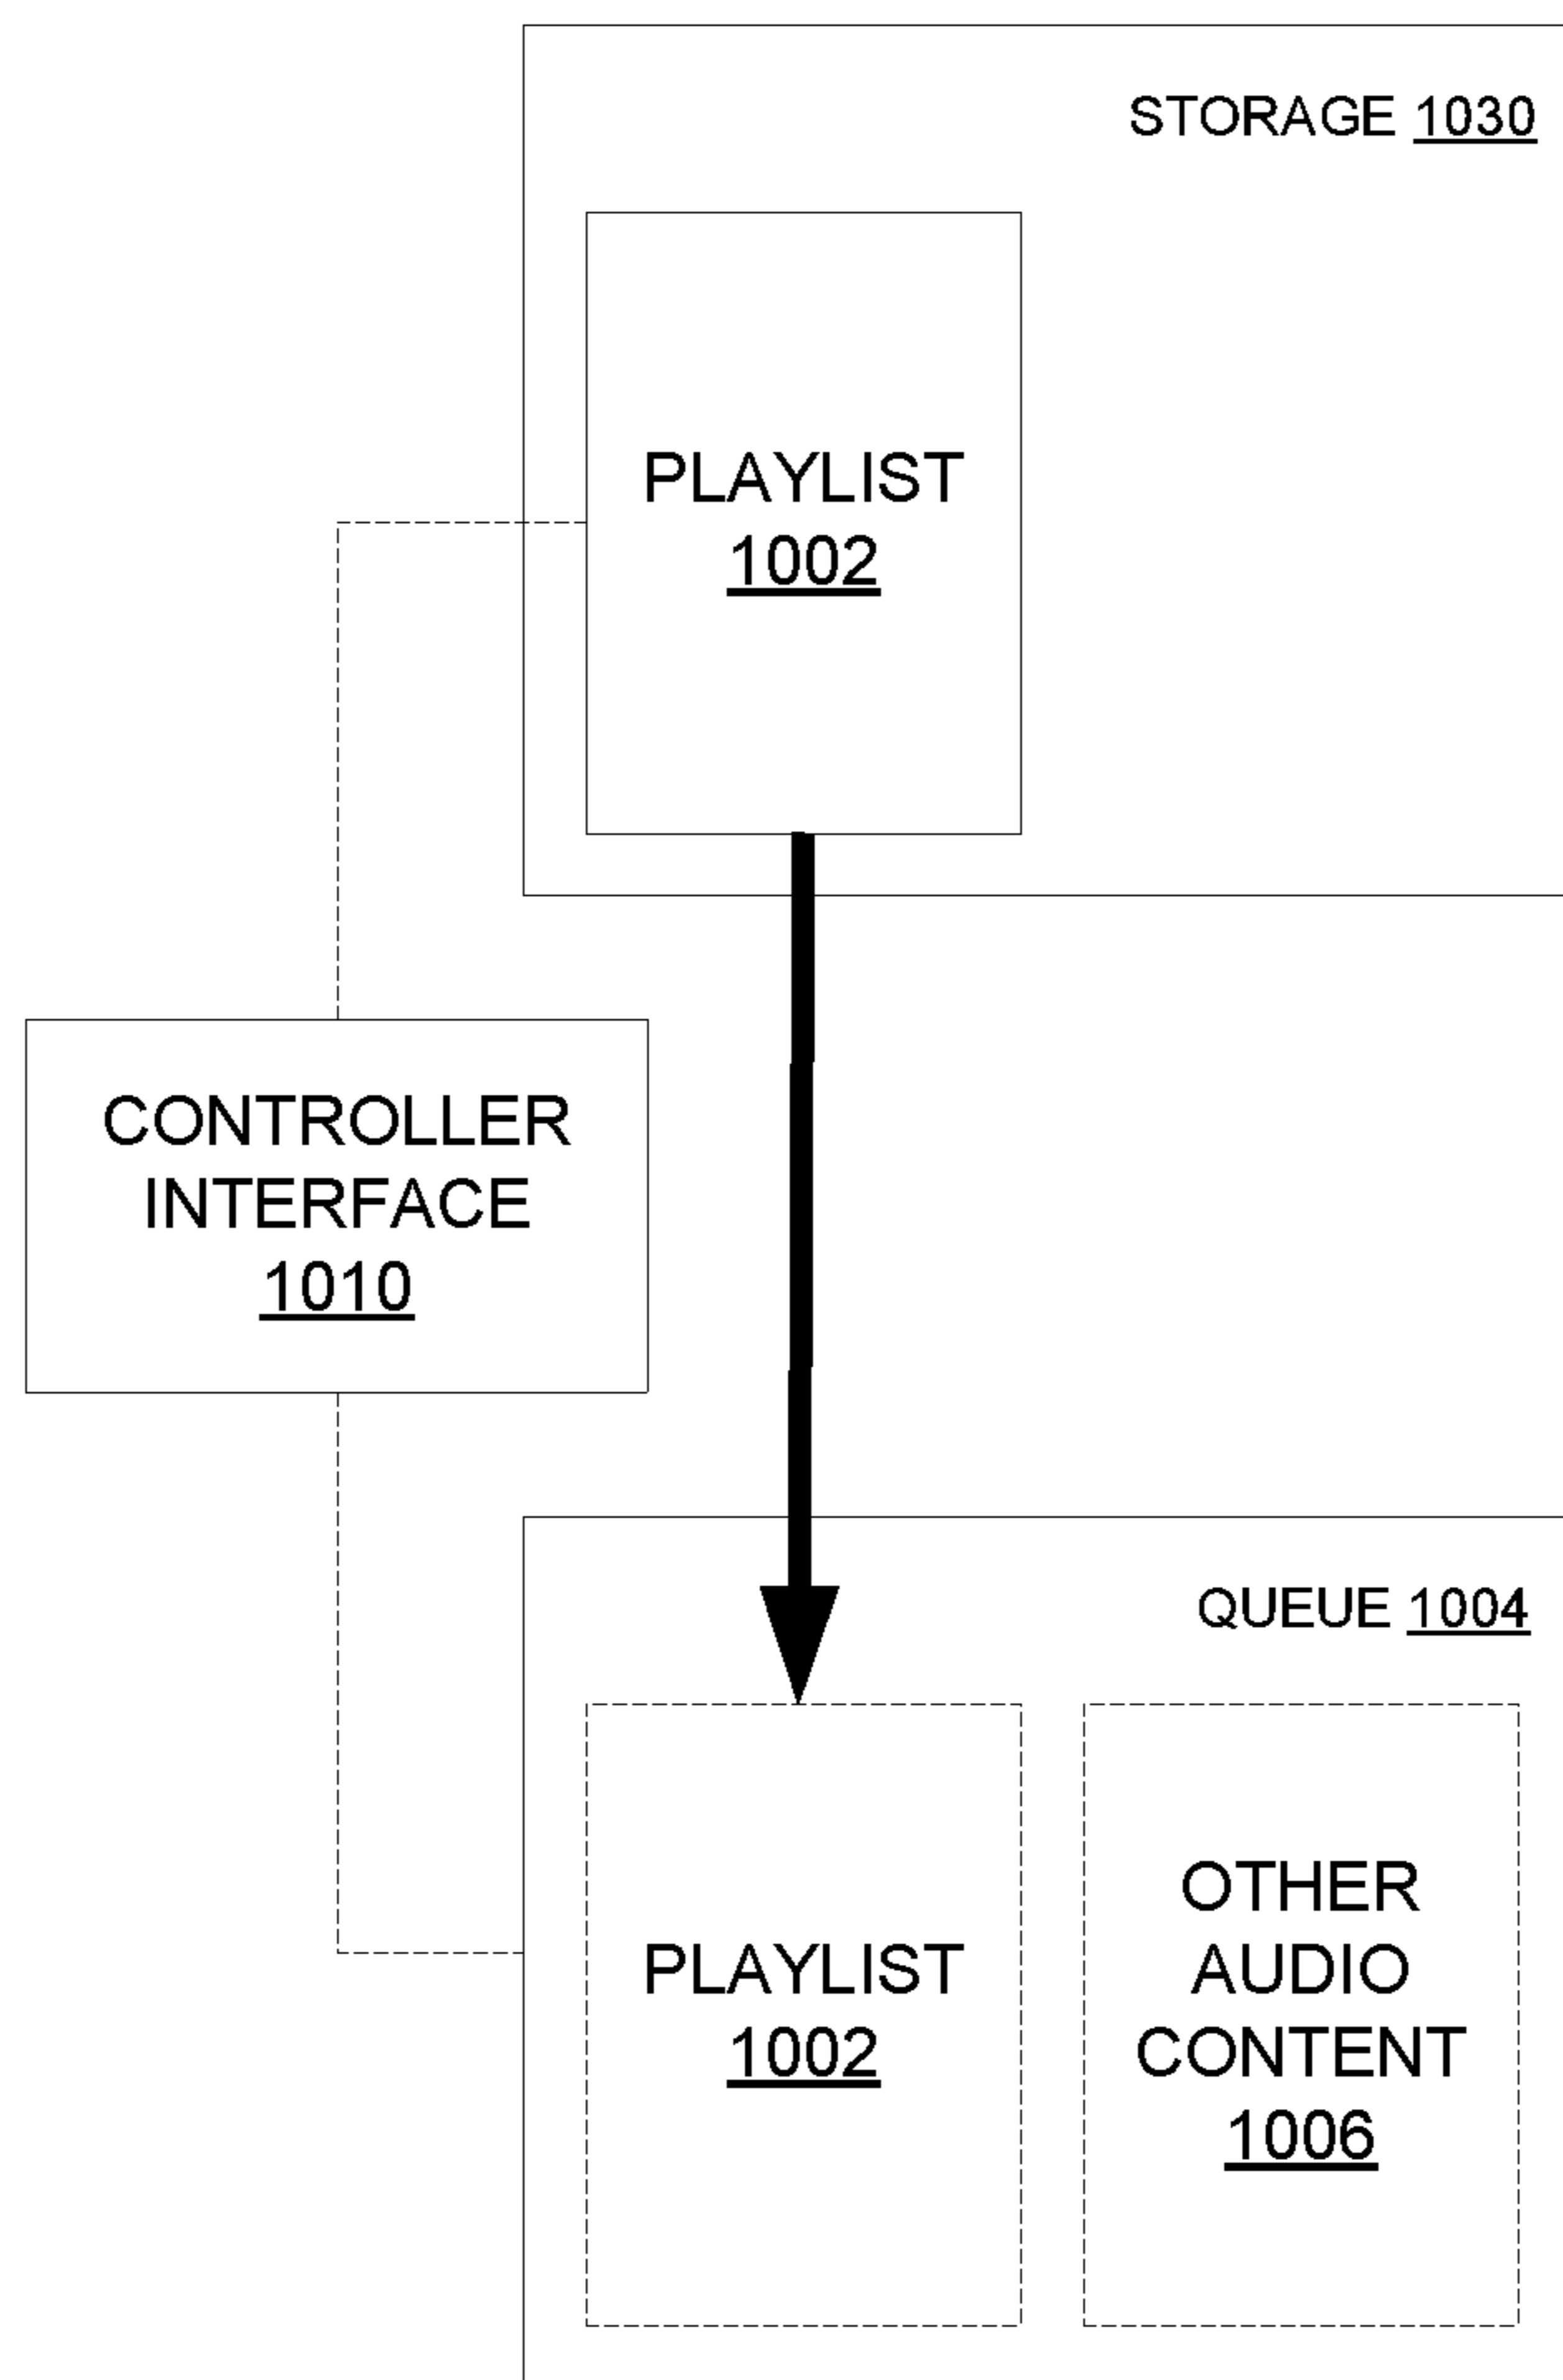 STORAGE 1030
PLAYLIST
1002
CONTROLLER
INTERFACE
1010
QUEUE 1004
PLAYLIST
1002
OTHER
AUDIO
CONTENT
1006